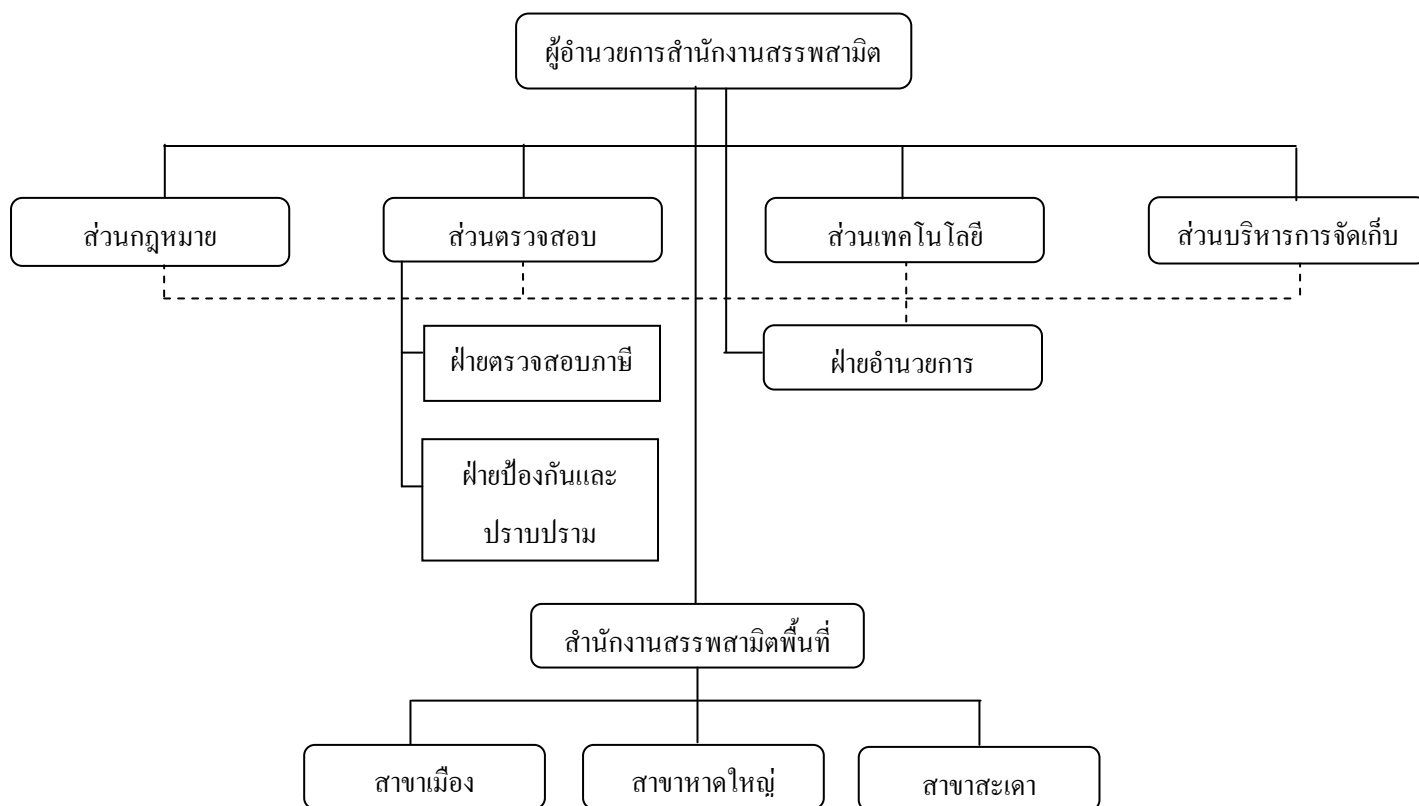 ผู้อำนวยการสำนักงานสรรพสามิต
ส่วนกฎหมาย
ส่วนตรวจสอบ
ส่วนเทคโนโลยี
ส่วนบริหารการจัดเก็บ
ฝ่ายตรวจสอบภาษี
ฝ่ายอำนวยการ
ฝ่ายป้องกันและ
ปราบปราม
สำนักงานสรรพสามิตพื้นที่
สาขาเมือง
สาขาหาดใหญ่
สาขาสะเดา